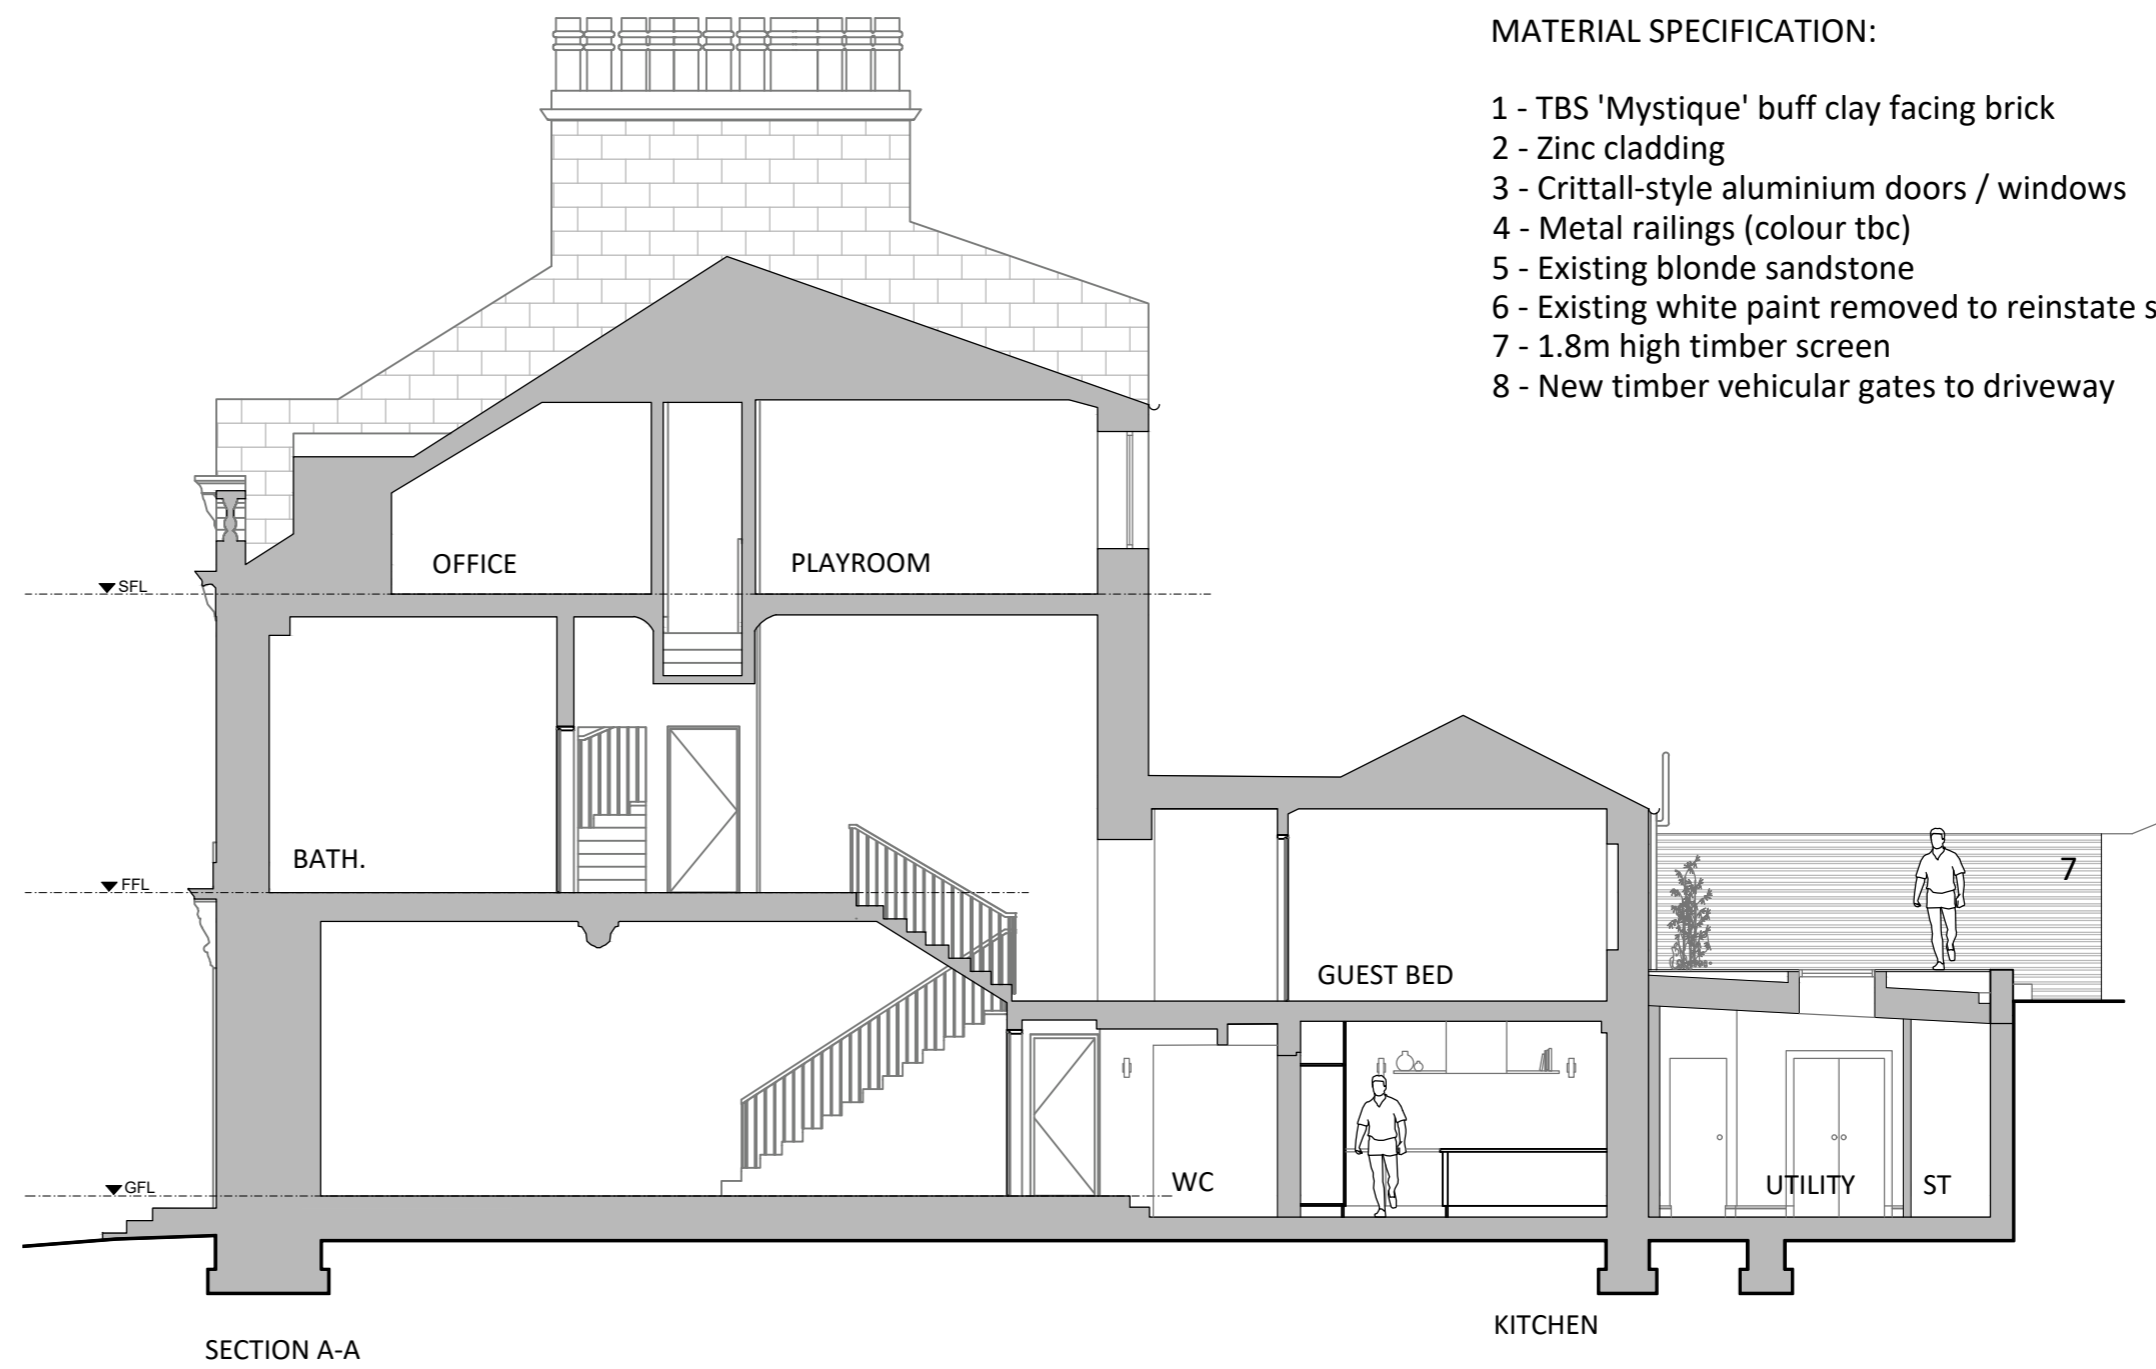 MATERIAL SPECIFICATION:
1 - TBS 'Mystique' buff clay facing brick
2 - Zinc cladding
3 - Crittall-style aluminium doors / windows
4 - Metal railings (colour tbc)
5 - Existing blonde sandstone
6 - Existing white paint removed to reinstate s
7 - 1.8m high timber screen
8 - New timber vehicular gates to driveway
OFFICE
PLAYROOM
SFL
BATH.
FFL
7
GUEST BED
GFL
WC
UTILITY
ST
KITCHEN
SECTION A-A